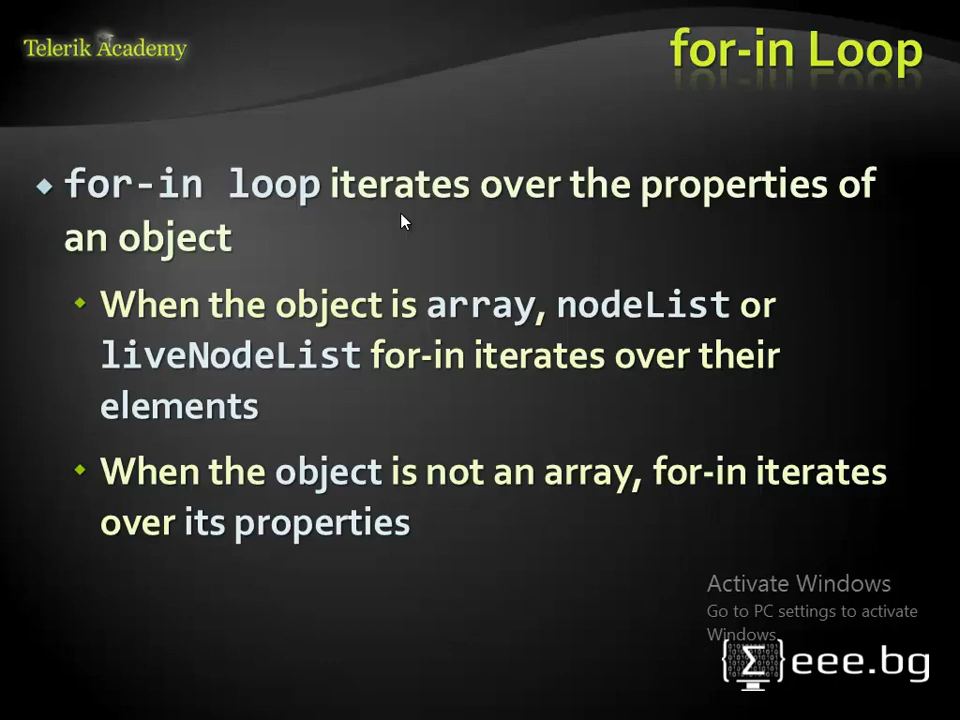 Telerik Academy
for-in Loop
for-in loop iterates over the properties of
an object
When the object is array, nodeList or
liveNodeList for-in iterates over their
elements
When the object is not an array, for-in iterates
over its properties
Activate Windows
Go to PC settings to activate
Windows.
Σ eee.bg